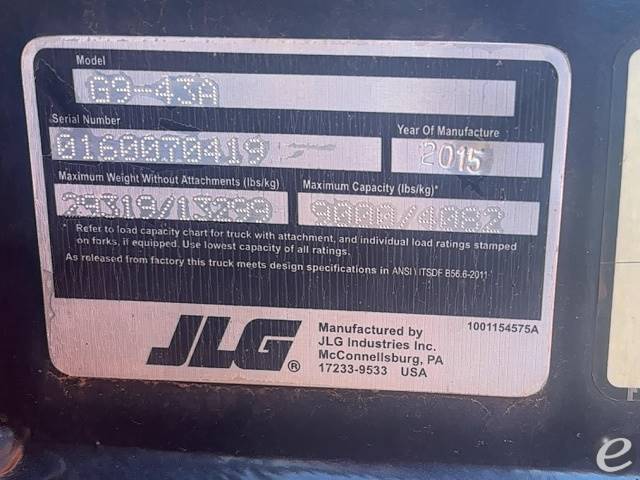 Model
G9-43A
Serial Number
0160070419
Year Of Manufacture
2015
Maximum Weight Without Attachments (lbs/kg)
29319/13299
Maximum Capacity (lbs/kg)*
9000/4082
* Refer to load capacity chart for truck with attachment, and individual load ratings stamped
on forks, if equipped. Use lowest capacity of all ratings.
As released from factory this truck meets design specifications in ANSI \ ITSDF B56.6-2011
JLG®
Manufactured by
JLG Industries Inc.
McConnellsburg, PA
17233-9533 USA
1001154575A
e